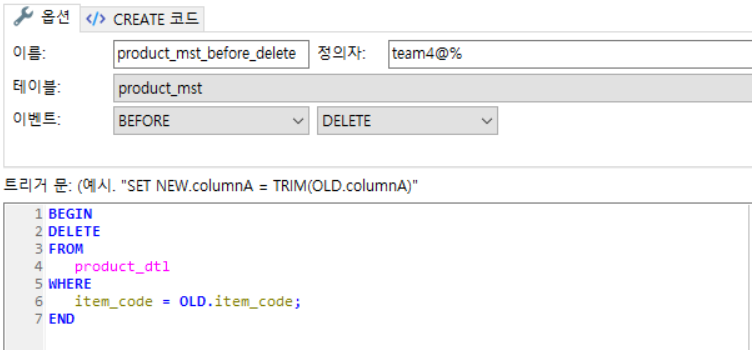 옵션 </> CREATE 코드
이름: product_mst_before_delete 정의자: team4@%
테이블: product_mst
이벤트: BEFORE DELETE
트리거 문: (예시. "SET NEW.columnA = TRIM(OLD.columnA)"
1 BEGIN
2 DELETE
3 FROM
4 product_dtl
5 WHERE
6 item_code = OLD.item_code;
7 END